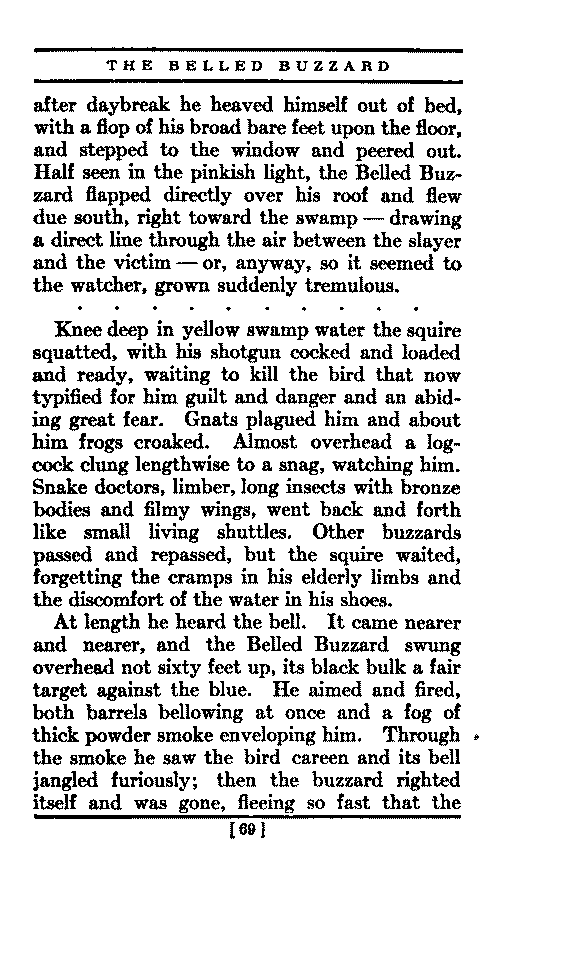 THE BELLED BUZZARD
after daybreak he heaved himself out of bed,
with a flop of his broad bare feet upon the floor,
and stepped to the window and peered out.
Half seen in the pinkish light, the Belled Buz-
zard flapped directly over his roof and flew
due south, right toward the swamp — drawing
a direct line through the air between the slayer
and the victim — or, anyway, so it seemed to
the watcher, grown suddenly tremulous.
. . . . . . . . . .
Knee deep in yellow swamp water the squire
squatted, with his shotgun cocked and loaded
and ready, waiting to kill the bird that now
typified for him guilt and danger and an abid-
ing great fear. Gnats plagued him and about
him frogs croaked. Almost overhead a log-
cock clung lengthwise to a snag, watching him.
Snake doctors, limber, long insects with bronze
bodies and filmy wings, went back and forth
like small living shuttles. Other buzzards
passed and repassed, but the squire waited,
forgetting the cramps in his elderly limbs and
the discomfort of the water in his shoes.
At length he heard the bell. It came nearer
and nearer, and the Belled Buzzard swung
overhead not sixty feet up, its black bulk a fair
target against the blue. He aimed and fired,
both barrels bellowing at once and a fog of
thick powder smoke enveloping him. Through
the smoke he saw the bird careen and its bell
jangled furiously; then the buzzard righted
itself and was gone, fleeing so fast that the
[69]